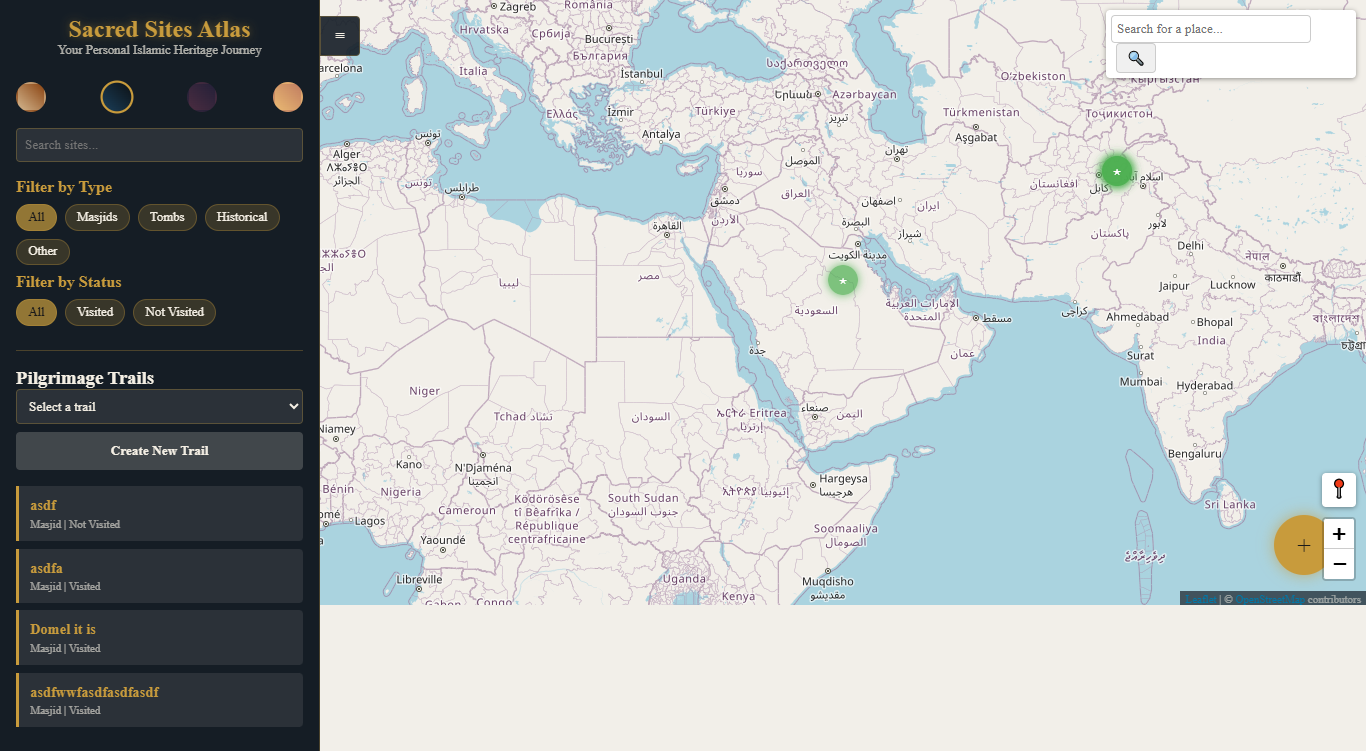 Sacred Sites Atlas
Your Personal Islamic Heritage Journey
Search sites...
Filter by Type
All
Masjids
Tombs
Historical
Other
Filter by Status
All
Visited
Not Visited
Pilgrimage Trails
Select a trail
Create New Trail
asdf
Masjid | Not Visited
asdfa
Masjid | Visited
Domel it is
Masjid | Visited
asdfwwfasdfasdfasdf
Masjid | Visited
≡
Search for a place...
Zagreb
România
Hrvatska
Србија
București
България
arcelona
Italia
İstanbul
საქართველო
Oʻzbekiston
Кыргызстан
Ελλάς
İzmir
Türkiye
Azərbaycan
Türkmenistan
Тоҷикистон
Antalya
تبریز
Aşgabat
تونس
Alger
الجزائر
تونس
طرابلس
الموصل
تهران
سوريا
دمشق
العراق
اصفهان
ایران
افغانستان
کابل
اسلام آباد
الأردن
القاهرة
البصرة
شیراز
لاہور
پاکستان
مدينة الكويت
Delhi
नेपाल
काठमाडौं
ليبيا
مصر
السعودية
الإمارات العربية
المتحدة
Jaipur
Lucknow
مسقط
کراچی
Ahmedabad
Bhopal
India
বাংলাদেশ
جدة
عمان
Surat
Mumbai
Hyderabad
Niger
Tchad تشاد
السودان
ኤርትራ Eritrea
إرتريا
صنعاء
اليمن
Niamey
Kano
N'Djaména
انجمينا
Bengaluru
Hargeysa
هرجيسا
Bénin
Nigeria
Cameroun
Ködörösêse
tî Bêafrîka /
République
centrafricaine
South Sudan
جنوب السودان
ኢትዮጵያ إثيوبيا
Sri Lanka
omé
Lagos
Yaoundé
Soomaaliya
الصومال
ދިވެހިރާއްޖެ
Libreville
Uganda
Muqdisho
مقديشو
Gabon
Congo
Kenya
+
+
−
Leaflet | © OpenStreetMap contributors